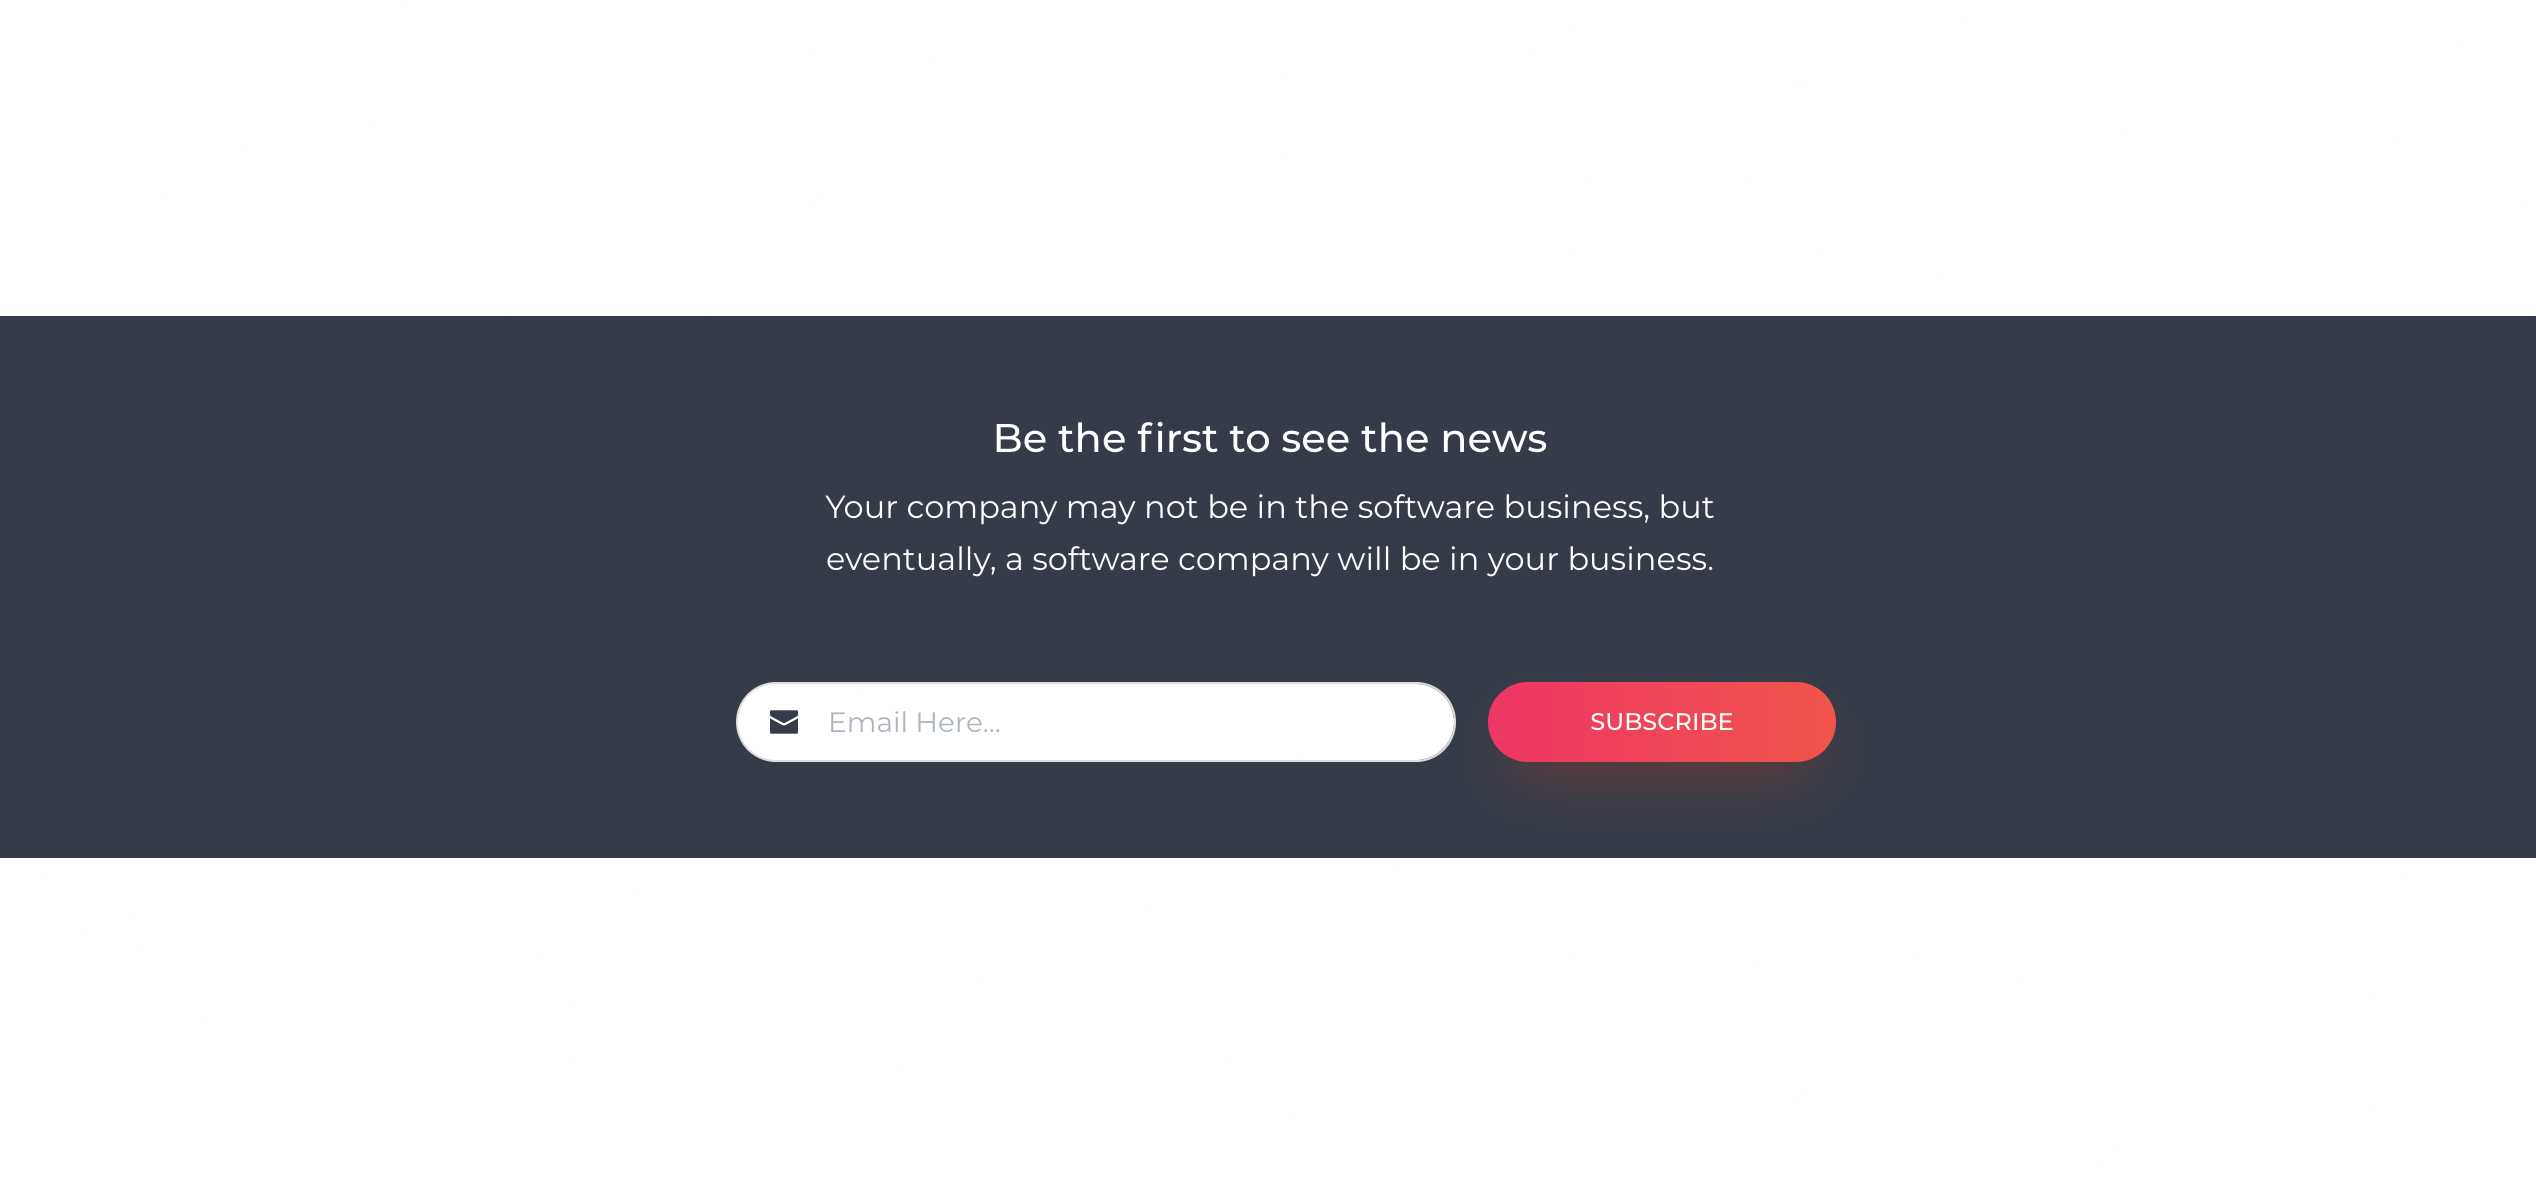 Be the first to see the news
Your company may not be in the software business, but
eventually, a software company will be in your business.
Email Here...
SUBSCRIBE